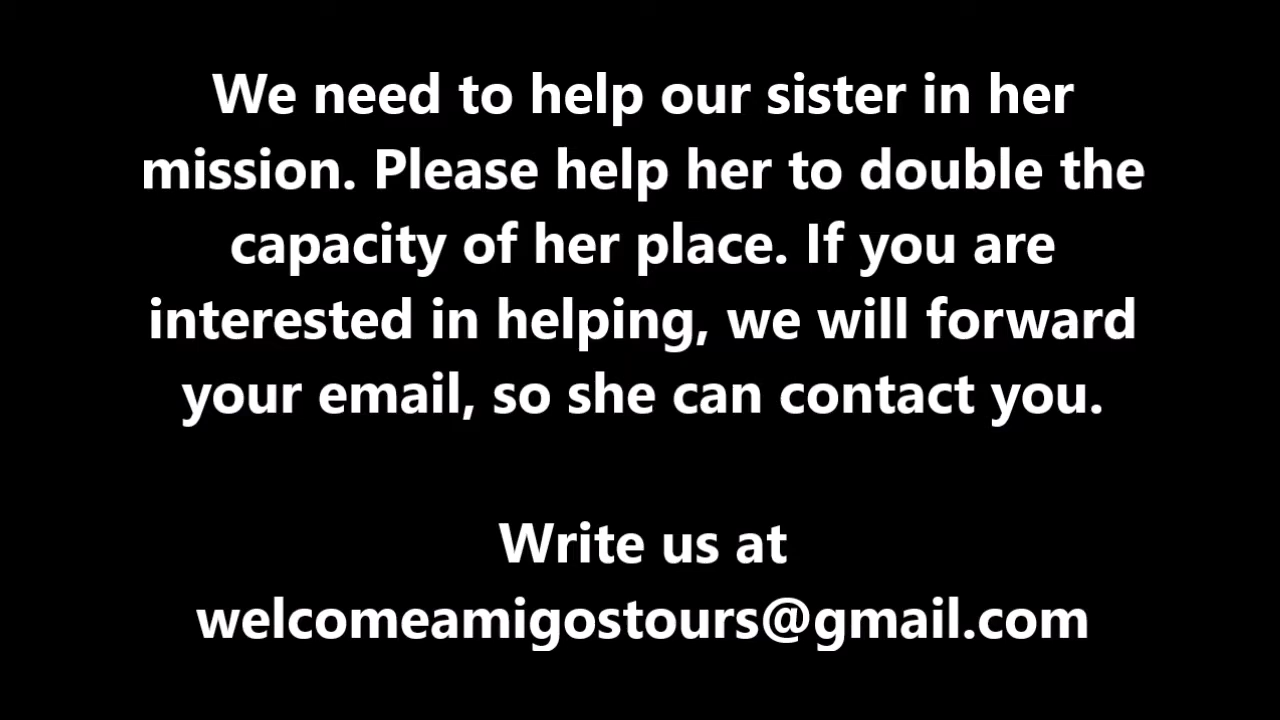 We need to help our sister in her
mission. Please help her to double the
capacity of her place. If you are
interested in helping, we will forward
your email, so she can contact you.
Write us at
welcomeamigostours@gmail.com